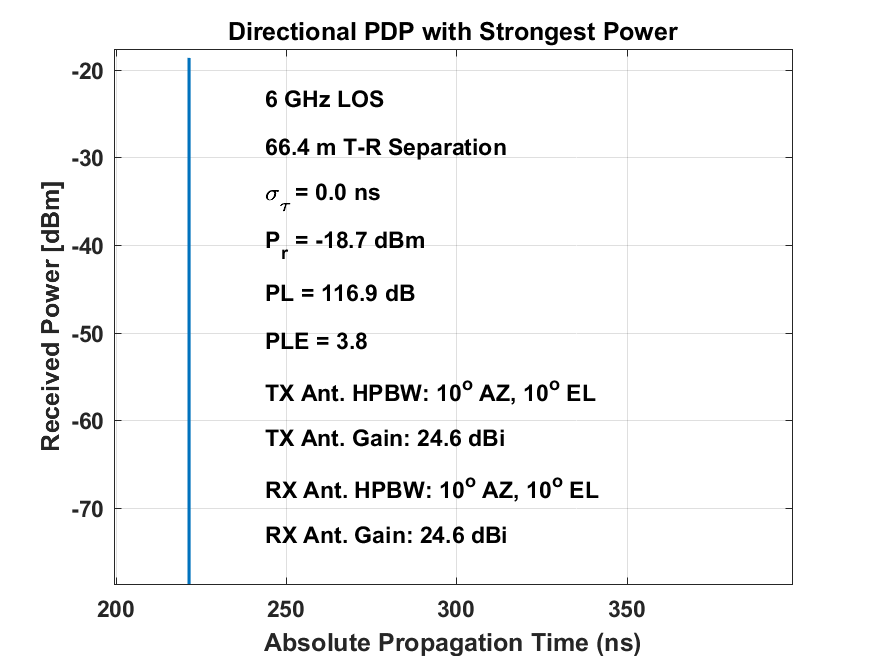 Directional PDP with Strongest Power
Received Power [dBm]
-20
-30
-40
-50
-60
-70
6 GHz LOS
66.4 m T-R Separation
σ_τ = 0.0 ns
P_r = -18.7 dBm
PL = 116.9 dB
PLE = 3.8
TX Ant. HPBW: 10° AZ, 10° EL
TX Ant. Gain: 24.6 dBi
RX Ant. HPBW: 10° AZ, 10° EL
RX Ant. Gain: 24.6 dBi
200 250 300 350
Absolute Propagation Time (ns)